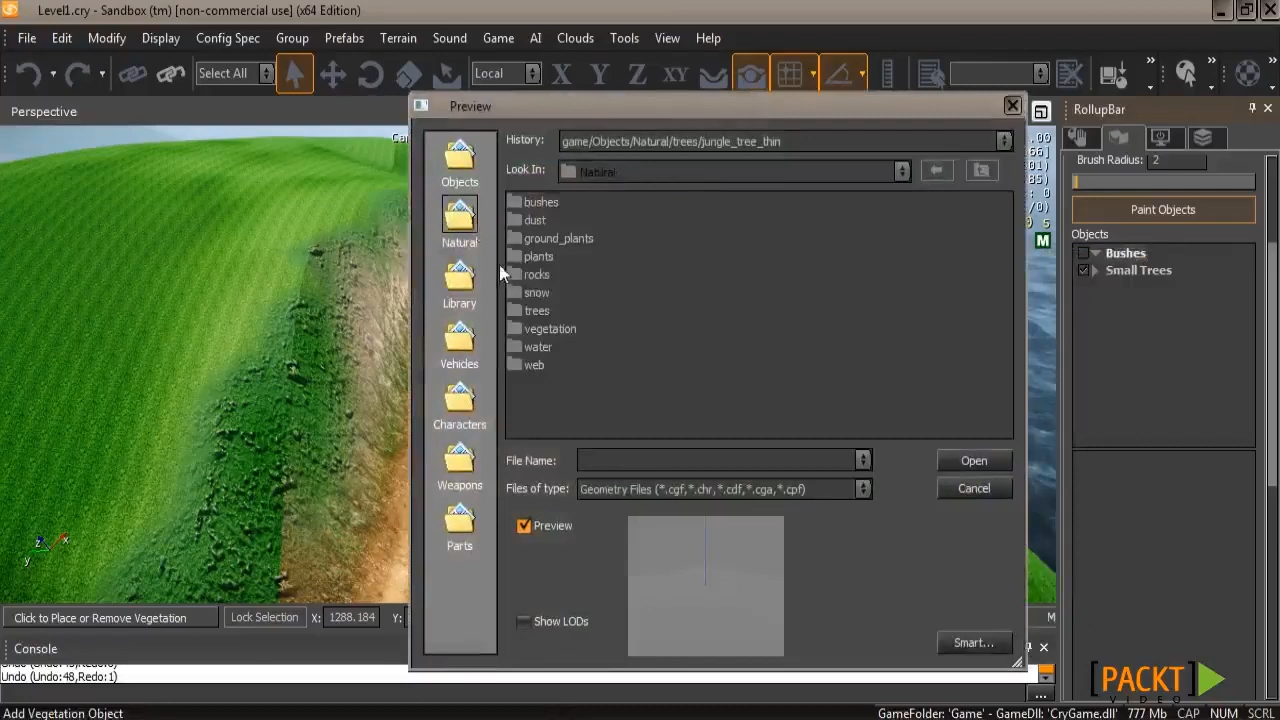 Level1.cry - Sandbox (tm) [non-commercial use] (x64 Edition)
File Edit Modify Display Config Spec Group Prefabs Terrain Sound Game AI Clouds Tools View Help
Select All Local X Y Z XY
Perspective
Preview
RollupBar
History: game/Objects/Natural/trees/jungle_tree_thin
Look In: Natural
Objects
Natural
Library
Vehicles
Characters
Weapons
Parts
bushes
dust
ground_plants
plants
rocks
snow
trees
vegetation
water
web
File Name:
Open
Files of type: Geometry Files (*.cgf,*.chr,*.cdf,*.cga,*.cpf)
Cancel
Preview
Show LODs
Smart...
Brush Radius: 2
Paint Objects
Objects
Bushes
Small Trees
M
z x
y
Click to Place or Remove Vegetation Lock Selection X: 1288.184 Y:
Console
Undo (Undo:48,Redo:1)
...
PACKT
VIDEO
Add Vegetation Object
GameFolder: 'Game' - GameDll: 'CryGame.dll' 777 Mb CAP NUM SCRL